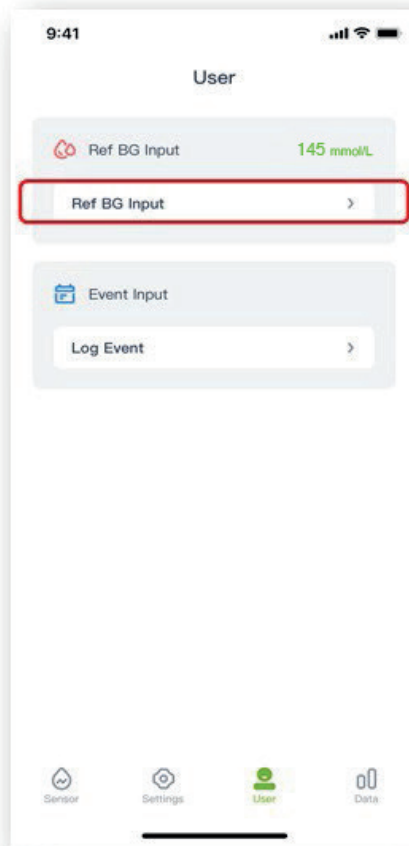 9:41
User
Ref BG Input 145 mmol/L
Ref BG Input
Event Input
Log Event
Sensor Settings User Data